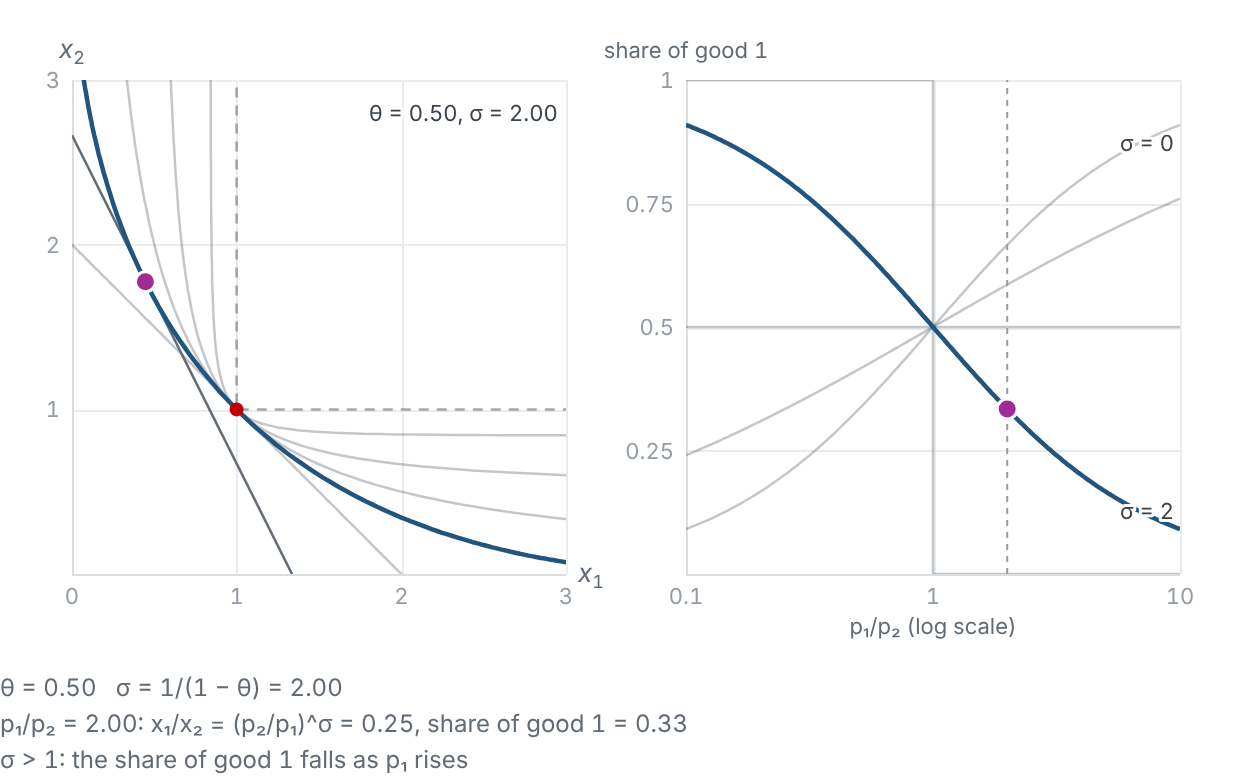 x₂
share of good 1
3
2
1
θ = 0.50, σ = 2.00
0
1
2
3
x₁
1
0.75
0.5
0.25
σ = 0
σ = 2
0.1
1
10
p₁/p₂ (log scale)
θ = 0.50 σ = 1/(1 − θ) = 2.00
p₁/p₂ = 2.00: x₁/x₂ = (p₂/p₁)^σ = 0.25, share of good 1 = 0.33
σ > 1: the share of good 1 falls as p₁ rises